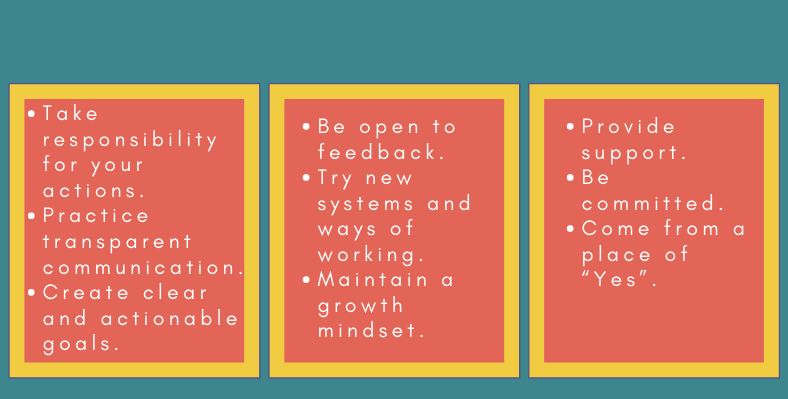 • Take
responsibility
for your
actions.
• Practice
transparent
communication.
• Create clear
and actionable
goals.
• Be open to
feedback.
• Try new
systems and
ways of
working.
• Maintain a
growth
mindset.
• Provide
support.
• Be
committed.
• Come from a
place of
“Yes”.